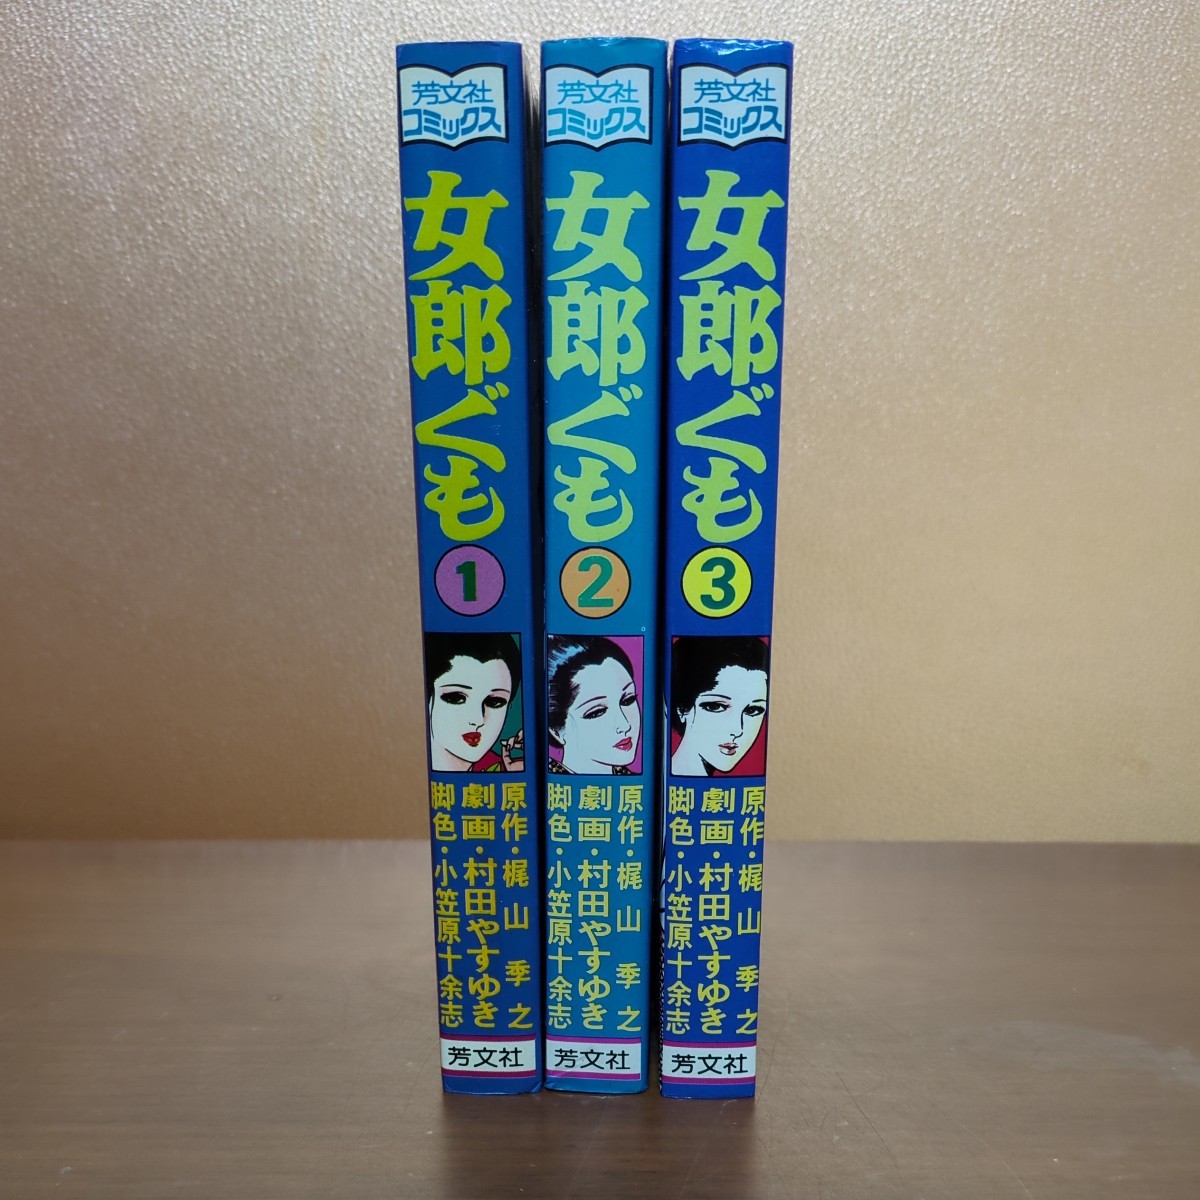 芳文社
コミックス
女郎ぐも
1
原作・梶山季之
劇画・村田やすゆき
脚色・小笠原十余志
芳文社
芳文社
コミックス
女郎ぐも
2
原作・梶山季之
劇画・村田やすゆき
脚色・小笠原十余志
芳文社
芳文社
コミックス
女郎ぐも
3
原作・梶山季之
劇画・村田やすゆき
脚色・小笠原十余志
芳文社